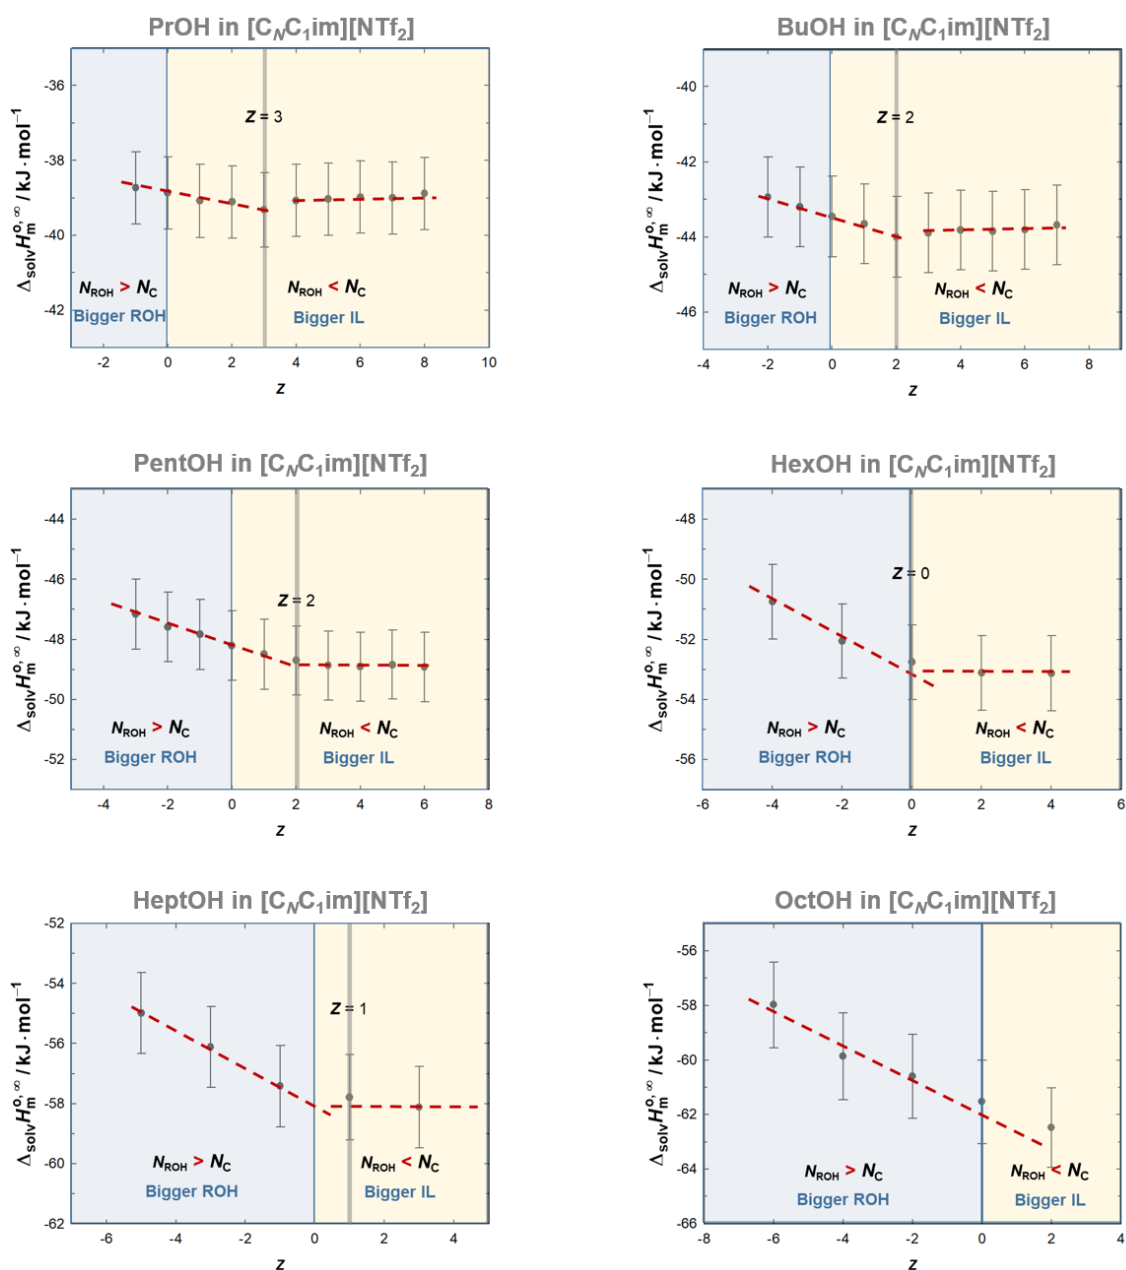 PrOH in [CNC1im][NTf2]
ΔsolvHm^o,∞ / kJ·mol⁻¹
-36
-38
-40
-42
Z = 3
NROH > NC
Bigger ROH
NROH < NC
Bigger IL
-2 0 2 4 6 8 10
Z
BuOH in [CNC1im][NTf2]
ΔsolvHm^o,∞ / kJ·mol⁻¹
-40
-42
-44
-46
Z = 2
NROH > NC
Bigger ROH
NROH < NC
Bigger IL
-4 -2 0 2 4 6 8
Z
PentOH in [CNC1im][NTf2]
ΔsolvHm^o,∞ / kJ·mol⁻¹
-44
-46
-48
-50
-52
Z = 2
NROH > NC
Bigger ROH
NROH < NC
Bigger IL
-4 -2 0 2 4 6 8
Z
HexOH in [CNC1im][NTf2]
ΔsolvHm^o,∞ / kJ·mol⁻¹
-48
-50
-52
-54
-56
Z = 0
NROH > NC
Bigger ROH
NROH < NC
Bigger IL
-6 -4 -2 0 2 4 6
Z
HeptOH in [CNC1im][NTf2]
ΔsolvHm^o,∞ / kJ·mol⁻¹
-52
-54
-56
-58
-60
-62
Z = 1
NROH > NC
Bigger ROH
NROH < NC
Bigger IL
-6 -4 -2 0 2 4
Z
OctOH in [CNC1im][NTf2]
ΔsolvHm^o,∞ / kJ·mol⁻¹
-56
-58
-60
-62
-64
-66
NROH > NC
Bigger ROH
NROH < NC
Bigger IL
-8 -6 -4 -2 0 2 4
Z